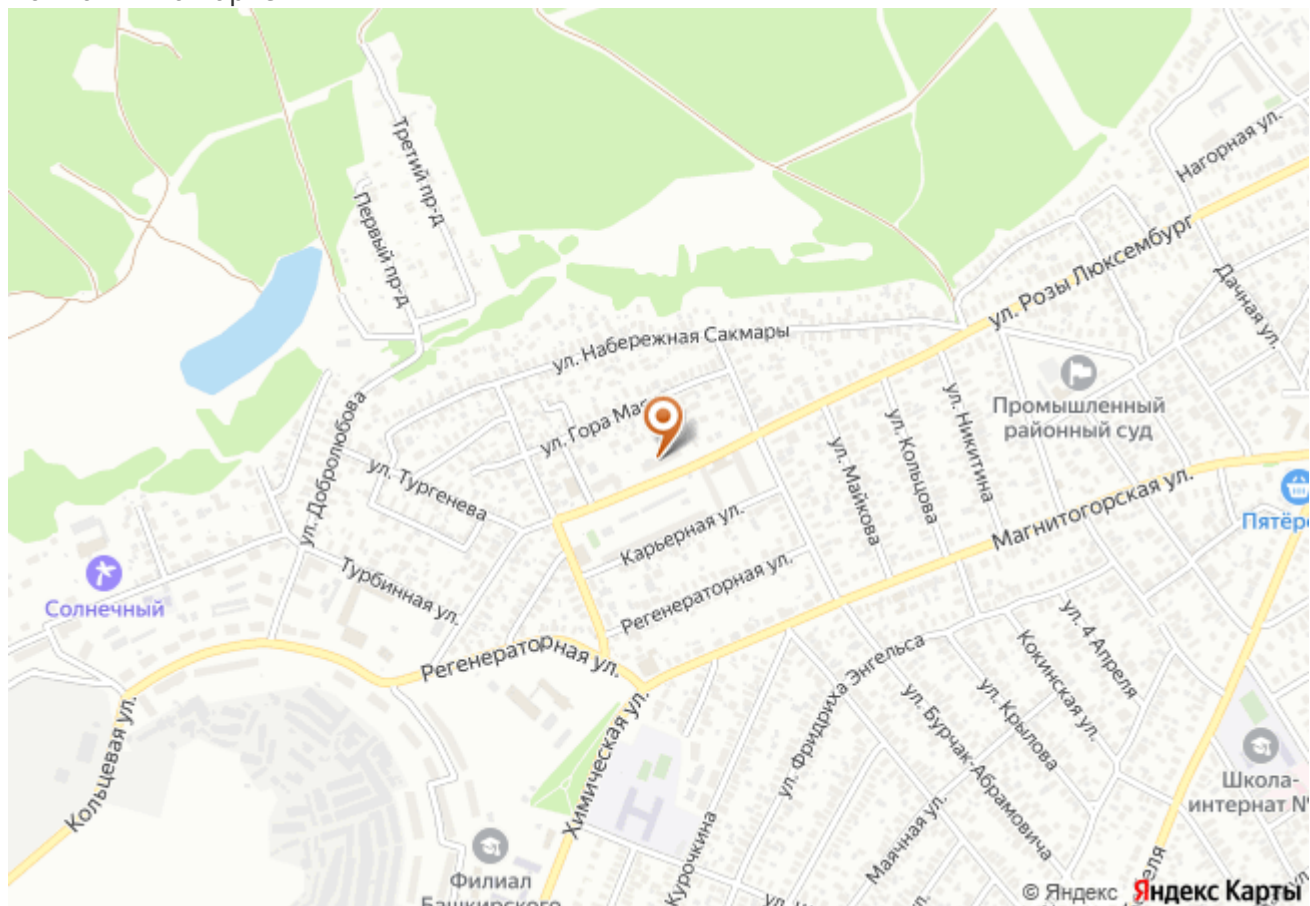 Третий пр-д
Первый пр-д
Нагорная ул.
ул. Розы Люксембург
Дачная ул.
ул. Набережная Сакмары
ул. Гора
Промышленный
районный суд
ул. Добролюбова
ул. Тургенева
ул. Майкова
ул. Кольцова
ул. Никитина
Магнитогорская ул.
Карьерная ул.
Регенераторная ул.
Турбинная ул.
Солнечный
Регенераторная ул.
ул. Фридриха Энгельса
ул. 4 Апреля
Кокинская ул.
ул. Крылова
ул. Бурчак-Абрамовича
Маячная ул.
Химическая ул.
Кольцевая ул.
Школа-
интернат
Филиал
Башкирского
Курочкина
© Яндекс Яндекс Карты